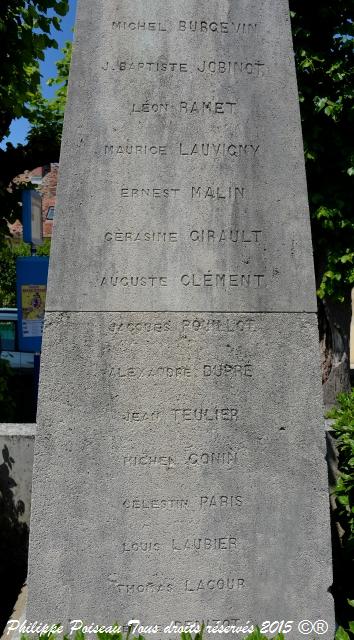 MICHEL BURGEVIN
J. BAPTISTE JOBINOT
LÉON RAMET
MAURICE LAUVIGNY
ERNEST MALIN
GÉRASIME GIRAULT
AUGUSTE CLÉMENT
JACQUES POUILLOT
ALEXANDRE DUPRÉ
JEAN TEULIER
MICHEL GONIN
CÉLESTIN PARIS
LOUIS LAUBIER
THOMAS LACOUR
Philippe Poiseau Tous droits réservés 2015 ©®